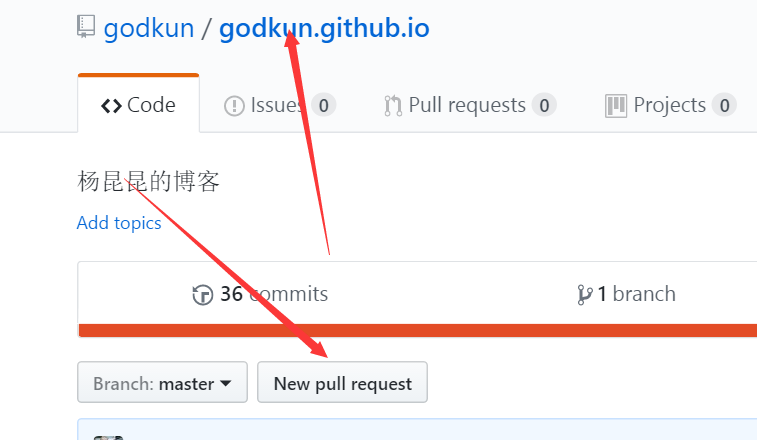 godkun / godkun.github.io
Code Issues 0 Pull requests 0 Projects 0
杨昆昆的博客
Add topics
36 commits 1 branch
Branch: master New pull request